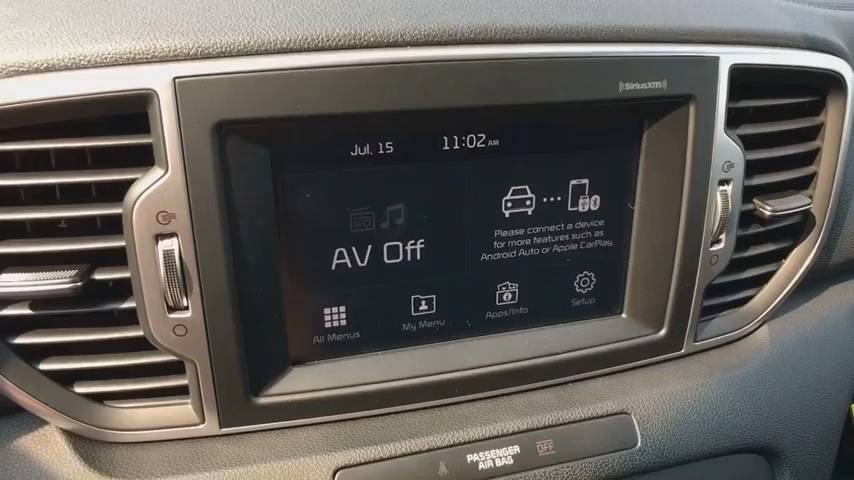 SiriusXM
Jul. 15
11:02 AM
AV Off
Please connect a device
for more features such as
Android Auto or Apple CarPlay.
All Menus
My Menu
Apps/Info
Setup
PASSENGER
AIR BAG
OFF